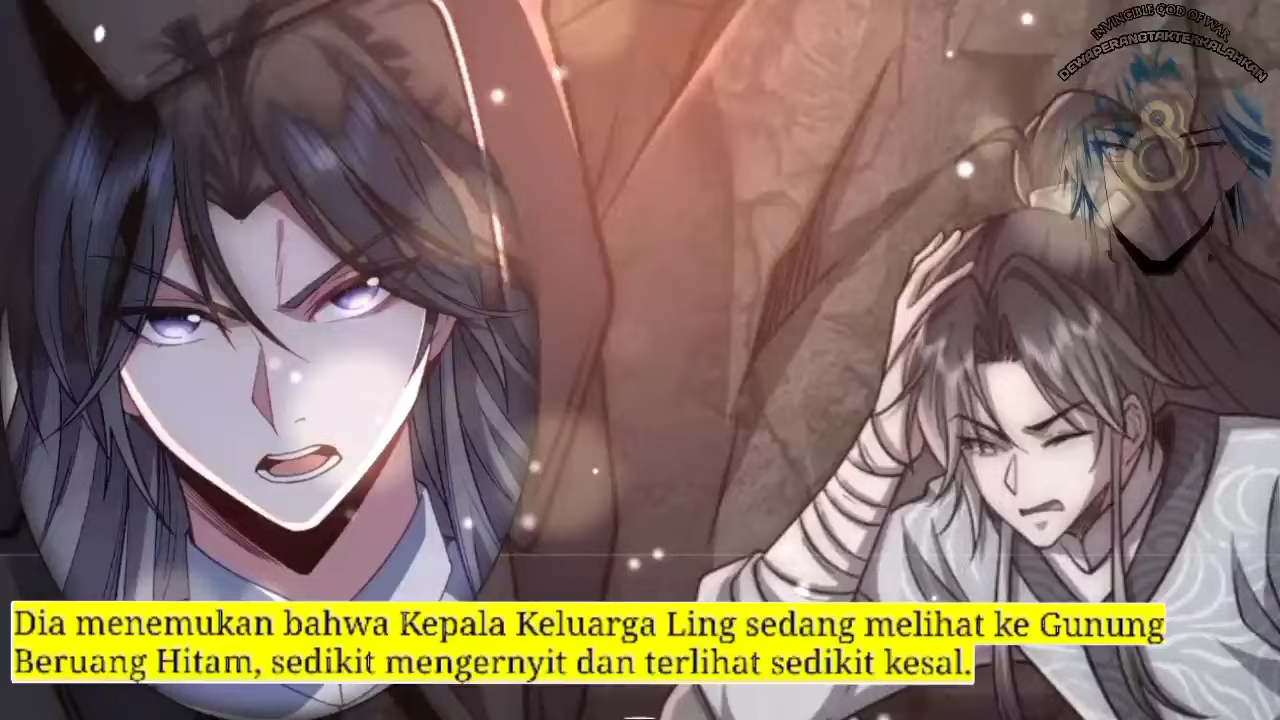 INVINCIBLE GOD OF WAR
DEWAPERANGTAKTERKALAHKAN
Dia menemukan bahwa Kepala Keluarga Ling sedang melihat ke Gunung
Beruang Hitam, sedikit mengernyit dan terlihat sedikit kesal.